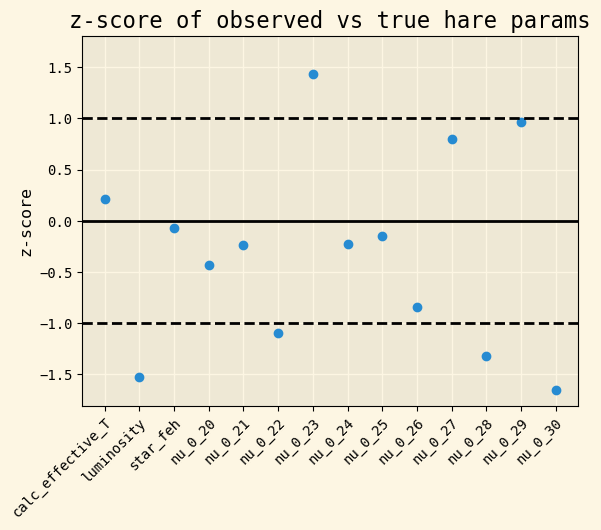 z-score of observed vs true hare params
z-score
1.5
1.0
0.5
0.0
−0.5
−1.0
−1.5
calc_effective_T
luminosity
star_feh
nu_0_20
nu_0_21
nu_0_22
nu_0_23
nu_0_24
nu_0_25
nu_0_26
nu_0_27
nu_0_28
nu_0_29
nu_0_30